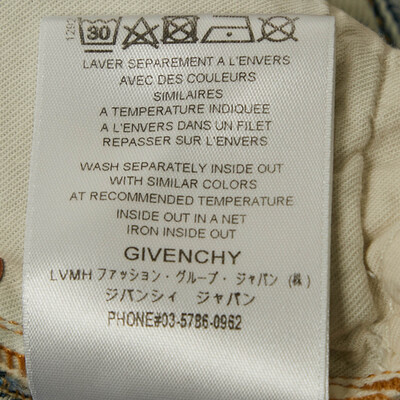 30
LAVER SEPAREMENT A L'ENVERS
AVEC DES COULEURS
SIMILAIRES
A TEMPERATURE INDIQUEE
A L'ENVERS DANS UN FILET
REPASSER SUR L'ENVERS
WASH SEPARATELY INSIDE OUT
WITH SIMILAR COLORS
AT RECOMMENDED TEMPERATURE
INSIDE OUT IN A NET
IRON INSIDE OUT
GIVENCHY
LVMH ファッション・グループ・ジャパン (株)
ジバンシィ ジャパン
PHONE#03-5786-0962